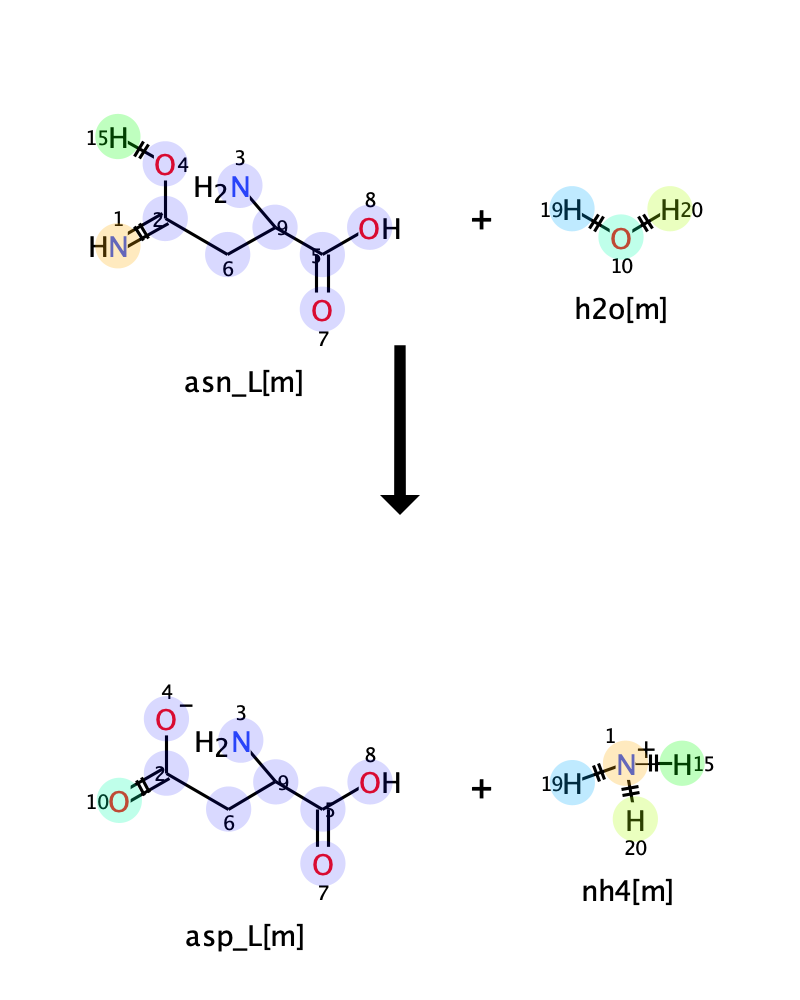 15H
O4
3
H2N
1
2
HN
9
8
OH
6
5
O
7
asn_L[m]
+
19H
H20
O
10
h2o[m]
4
O−
3
H2N
2
10O
9
8
OH
6
5
O
7
asp_L[m]
+
1
N+
19H
H15
H
20
nh4[m]